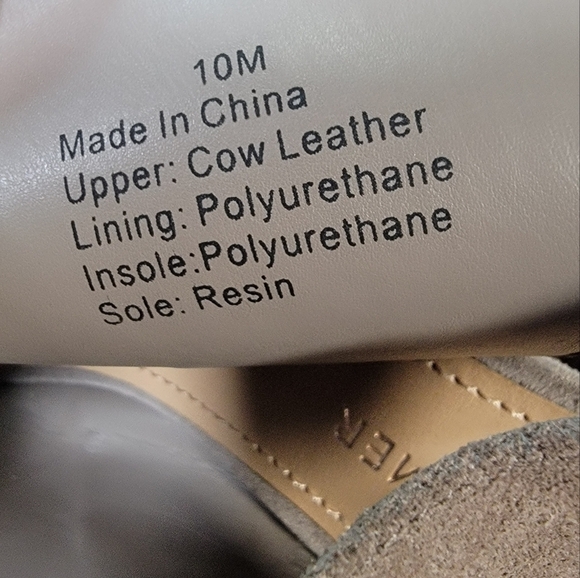 10M
Made In China
Upper: Cow Leather
Lining: Polyurethane
Insole:Polyurethane
Sole: Resin